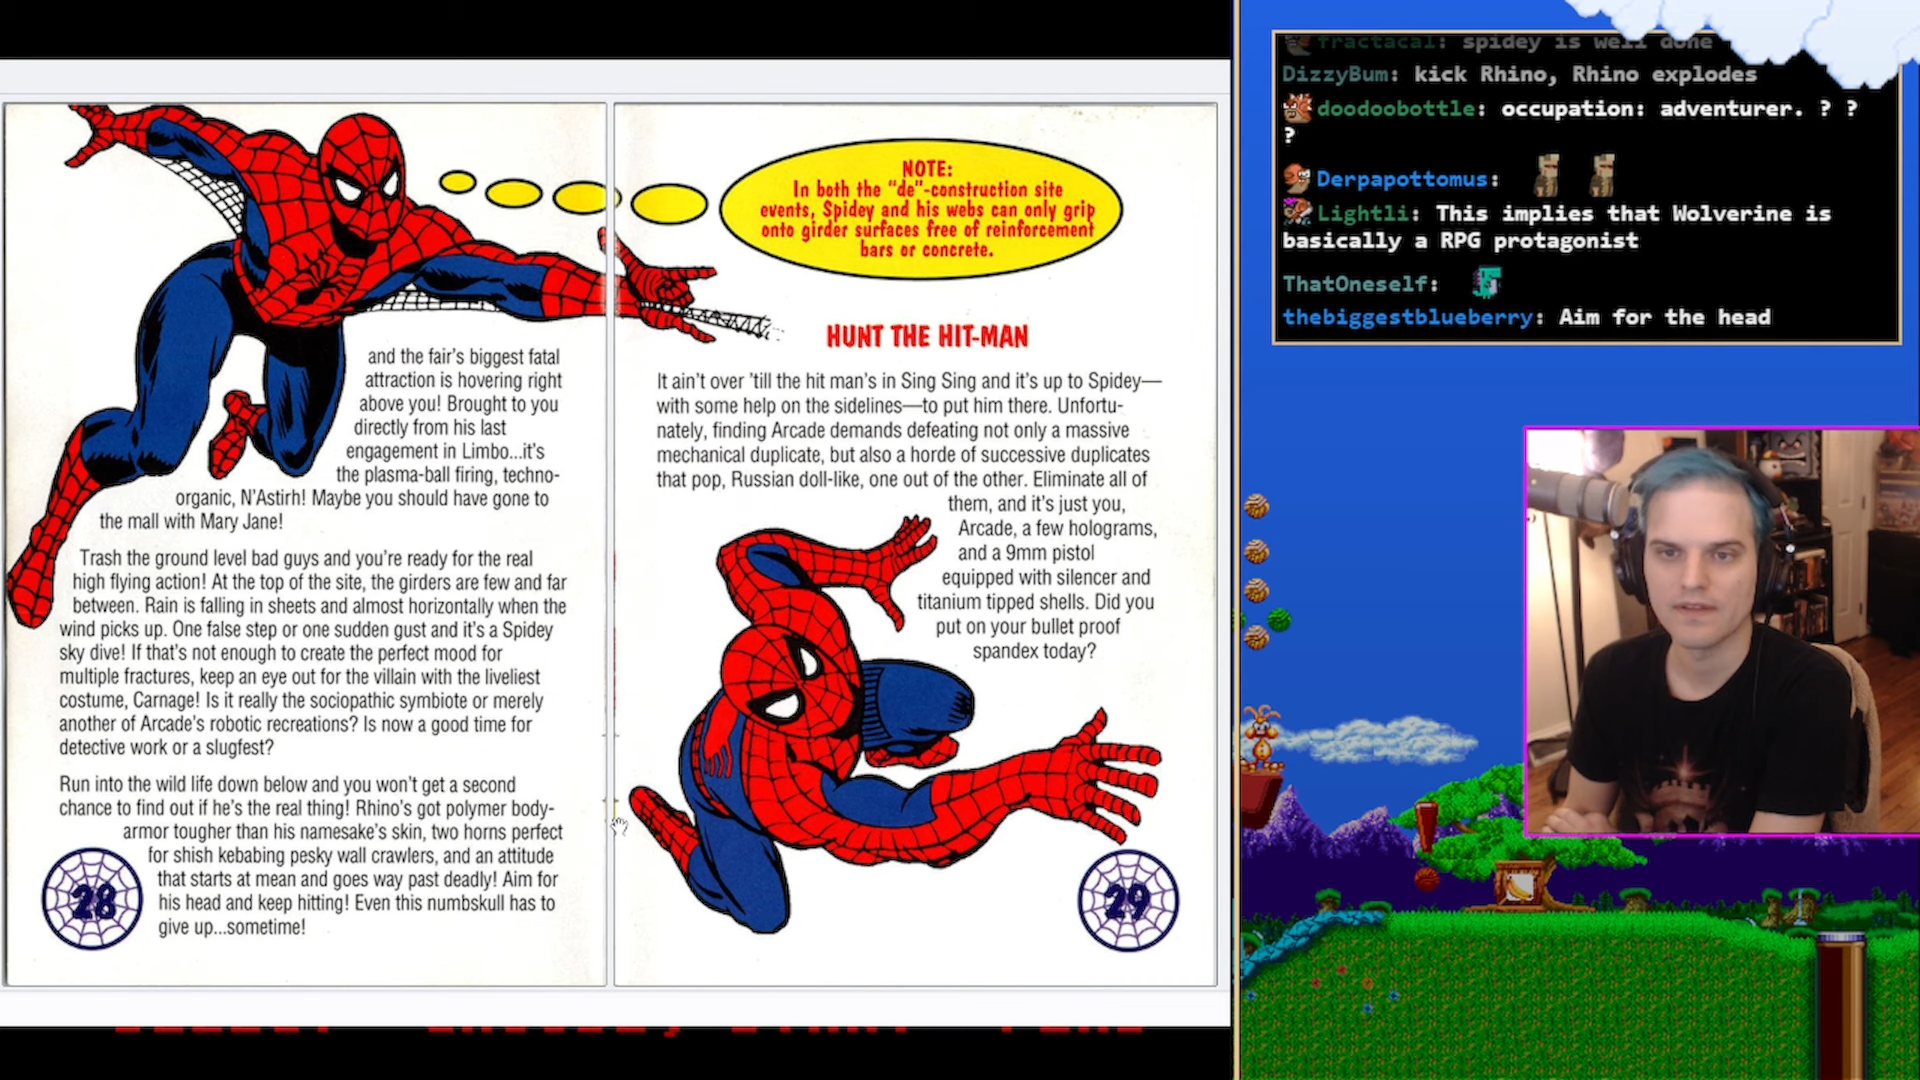 and the fair's biggest fatal
attraction is hovering right
above you! Brought to you
directly from his last
engagement in Limbo...it's
the plasma-ball firing, techno-
organic, N'Astirh! Maybe you should have gone to
the mall with Mary Jane!
Trash the ground level bad guys and you're ready for the real
high flying action! At the top of the site, the girders are few and far
between. Rain is falling in sheets and almost horizontally when the
wind picks up. One false step or one sudden gust and it's a Spidey
sky dive! If that's not enough to create the perfect mood for
multiple fractures, keep an eye out for the villain with the liveliest
costume, Carnage! Is it really the sociopathic symbiote or merely
another of Arcade's robotic recreations? Is now a good time for
detective work or a slugfest?
Run into the wild life down below and you won't get a second
chance to find out if he's the real thing! Rhino's got polymer body-
armor tougher than his namesake's skin, two horns perfect
for shish kebabing pesky wall crawlers, and an attitude
that starts at mean and goes way past deadly! Aim for
his head and keep hitting! Even this numbskull has to
give up...sometime!
28
NOTE:
In both the "de"-construction site
events, Spidey and his webs can only grip
onto girder surfaces free of reinforcement
bars or concrete.
HUNT THE HIT-MAN
It ain't over 'till the hit man's in Sing Sing and it's up to Spidey—
with some help on the sidelines—to put him there. Unfortu-
nately, finding Arcade demands defeating not only a massive
mechanical duplicate, but also a horde of successive duplicates
that pop, Russian doll-like, one out of the other. Eliminate all of
them, and it's just you,
Arcade, a few holograms,
and a 9mm pistol
equipped with silencer and
titanium tipped shells. Did you
put on your bullet proof
spandex today?
29
fractacal: spidey is well done
DizzyBum: kick Rhino, Rhino explodes
doodoobottle: occupation: adventurer. ? ?
?
Derpapottomus:
Lightli: This implies that Wolverine is
basically a RPG protagonist
ThatOneself:
thebiggestblueberry: Aim for the head